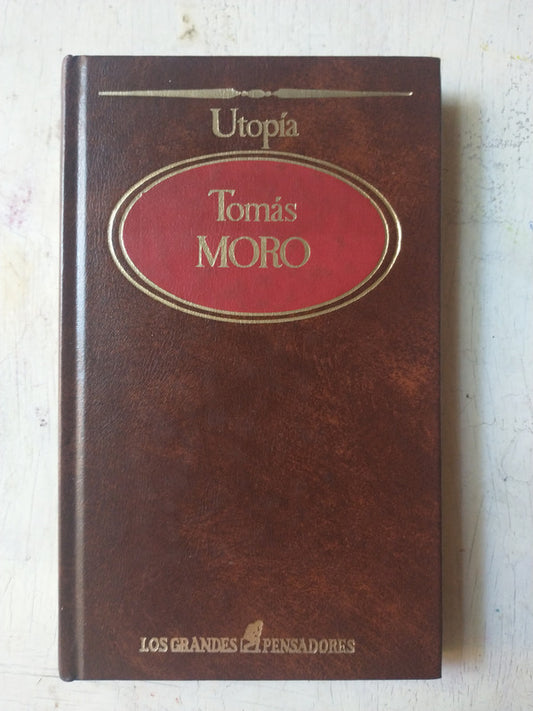 Utopía
Tomás
MORO
LOS GRANDES PENSADORES